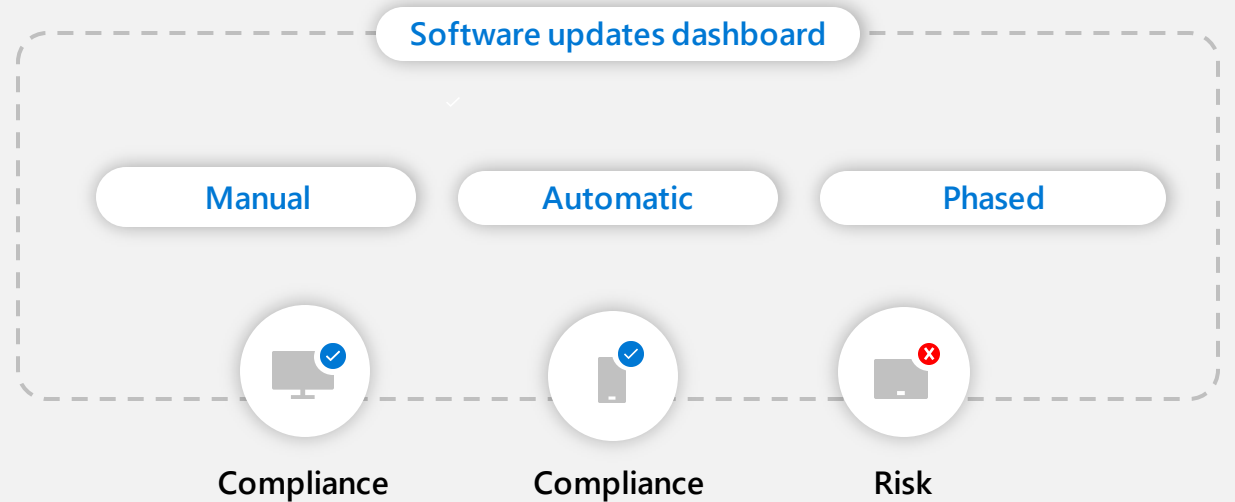 Software updates dashboard
Manual
Automatic
Phased
Compliance
Compliance
Risk